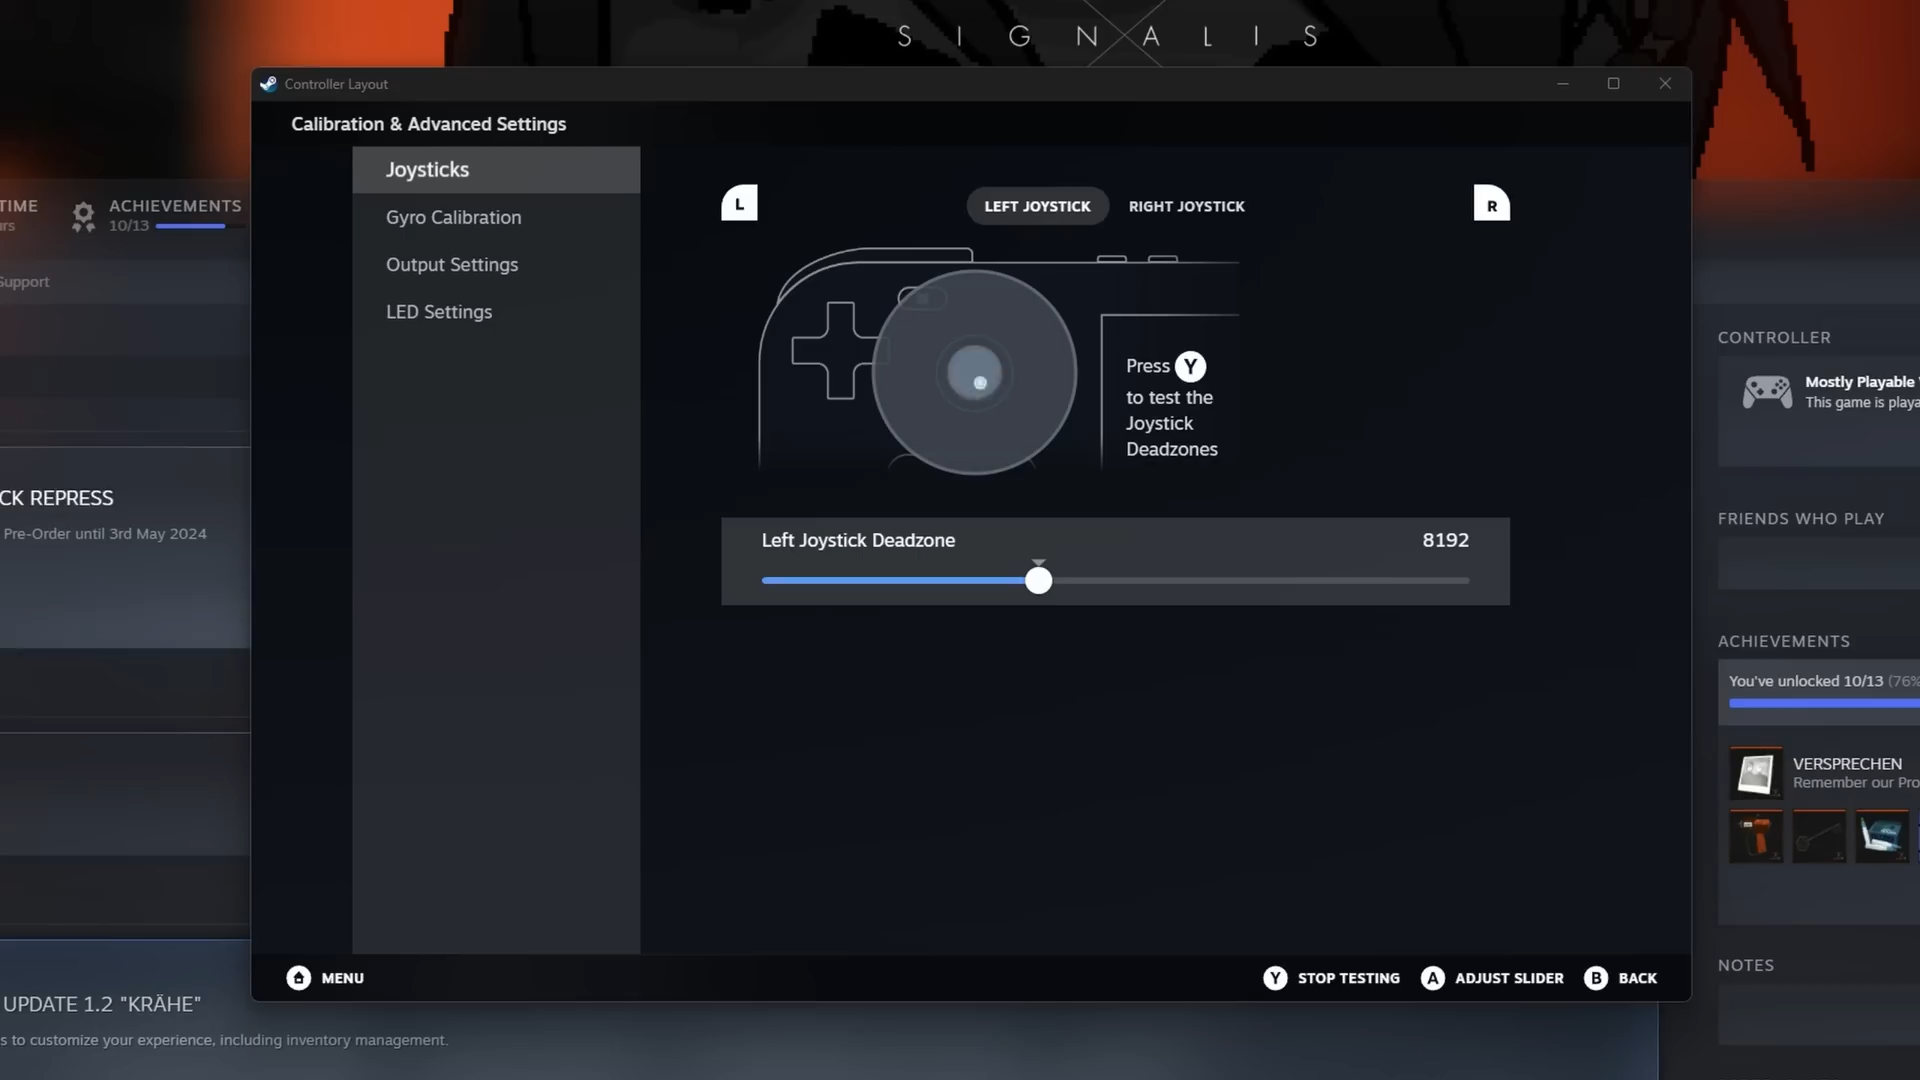 SIGNALIS
Controller Layout
Calibration & Advanced Settings
Joysticks
Gyro Calibration
Output Settings
LED Settings
L
LEFT JOYSTICK
RIGHT JOYSTICK
R
Press Y
to test the
Joystick
Deadzones
Left Joystick Deadzone
8192
MENU
Y STOP TESTING
A ADJUST SLIDER
B BACK
TIME
ACHIEVEMENTS
10/13
Support
CK REPRESS
Pre-Order until 3rd May 2024
UPDATE 1.2 "KRÄHE"
s to customize your experience, including inventory management.
CONTROLLER
Mostly Playable
This game is playa
FRIENDS WHO PLAY
ACHIEVEMENTS
You've unlocked 10/13 (76%
VERSPRECHEN
Remember our Pro
NOTES